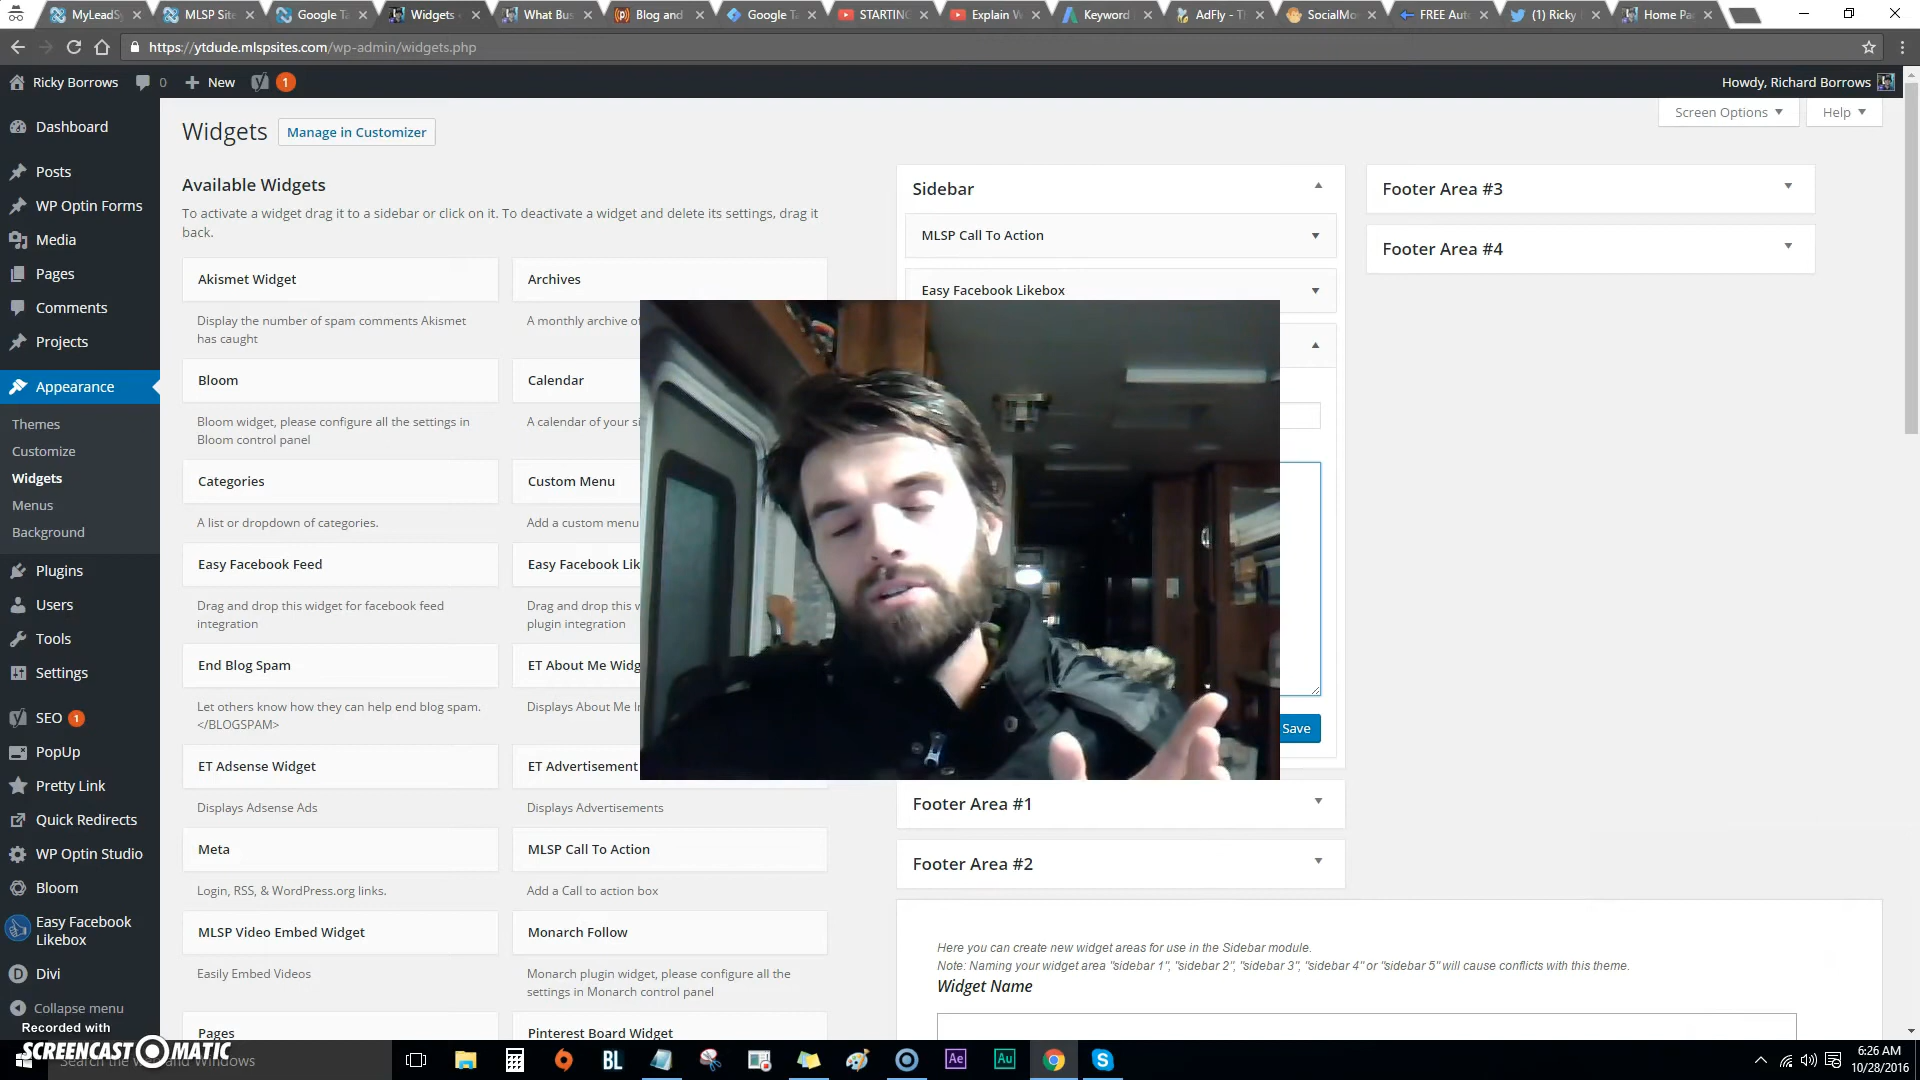 MyLeadSy
MLSP Site
Google Ta
Widgets
What Bus
Blog and
Google Ta
STARTING
Explain W
Keyword
AdFly - Th
SocialMo
FREE Aut
(1) Ricky
Home Pa
https://ytdude.mlspsites.com/wp-admin/widgets.php
Ricky Borrows
0
New
1
Howdy, Richard Borrows
Screen Options
Help
Dashboard
Posts
WP Optin Forms
Media
Pages
Comments
Projects
Appearance
Themes
Customize
Widgets
Menus
Background
Plugins
Users
Tools
Settings
SEO 1
PopUp
Pretty Link
Quick Redirects
WP Optin Studio
Bloom
Easy Facebook
Likebox
Divi
Collapse menu
Widgets
Manage in Customizer
Available Widgets
To activate a widget drag it to a sidebar or click on it. To deactivate a widget and delete its settings, drag it
back.
Akismet Widget
Display the number of spam comments Akismet
has caught
Archives
A monthly archive of
Bloom
Bloom widget, please configure all the settings in
Bloom control panel
Calendar
A calendar of your si
Categories
A list or dropdown of categories.
Custom Menu
Add a custom menu
Easy Facebook Feed
Drag and drop this widget for facebook feed
integration
Easy Facebook Lik
Drag and drop this w
plugin integration
End Blog Spam
Let others know how they can help end blog spam.
</BLOGSPAM>
ET About Me Widg
Displays About Me In
ET Adsense Widget
Displays Adsense Ads
ET Advertisement
Displays Advertisements
Meta
Login, RSS, & WordPress.org links.
MLSP Call To Action
Add a Call to action box
MLSP Video Embed Widget
Easily Embed Videos
Monarch Follow
Monarch plugin widget, please configure all the
settings in Monarch control panel
Pages
Pinterest Board Widget
Sidebar
MLSP Call To Action
Easy Facebook Likebox
Save
Footer Area #1
Footer Area #2
Footer Area #3
Footer Area #4
Here you can create new widget areas for use in the Sidebar module.
Note: Naming your widget area "sidebar 1", "sidebar 2", "sidebar 3", "sidebar 4" or "sidebar 5" will cause conflicts with this theme.
Widget Name
Recorded with
SCREENCAST MATIC
BL
Ae
Au
6:26 AM
10/28/2016